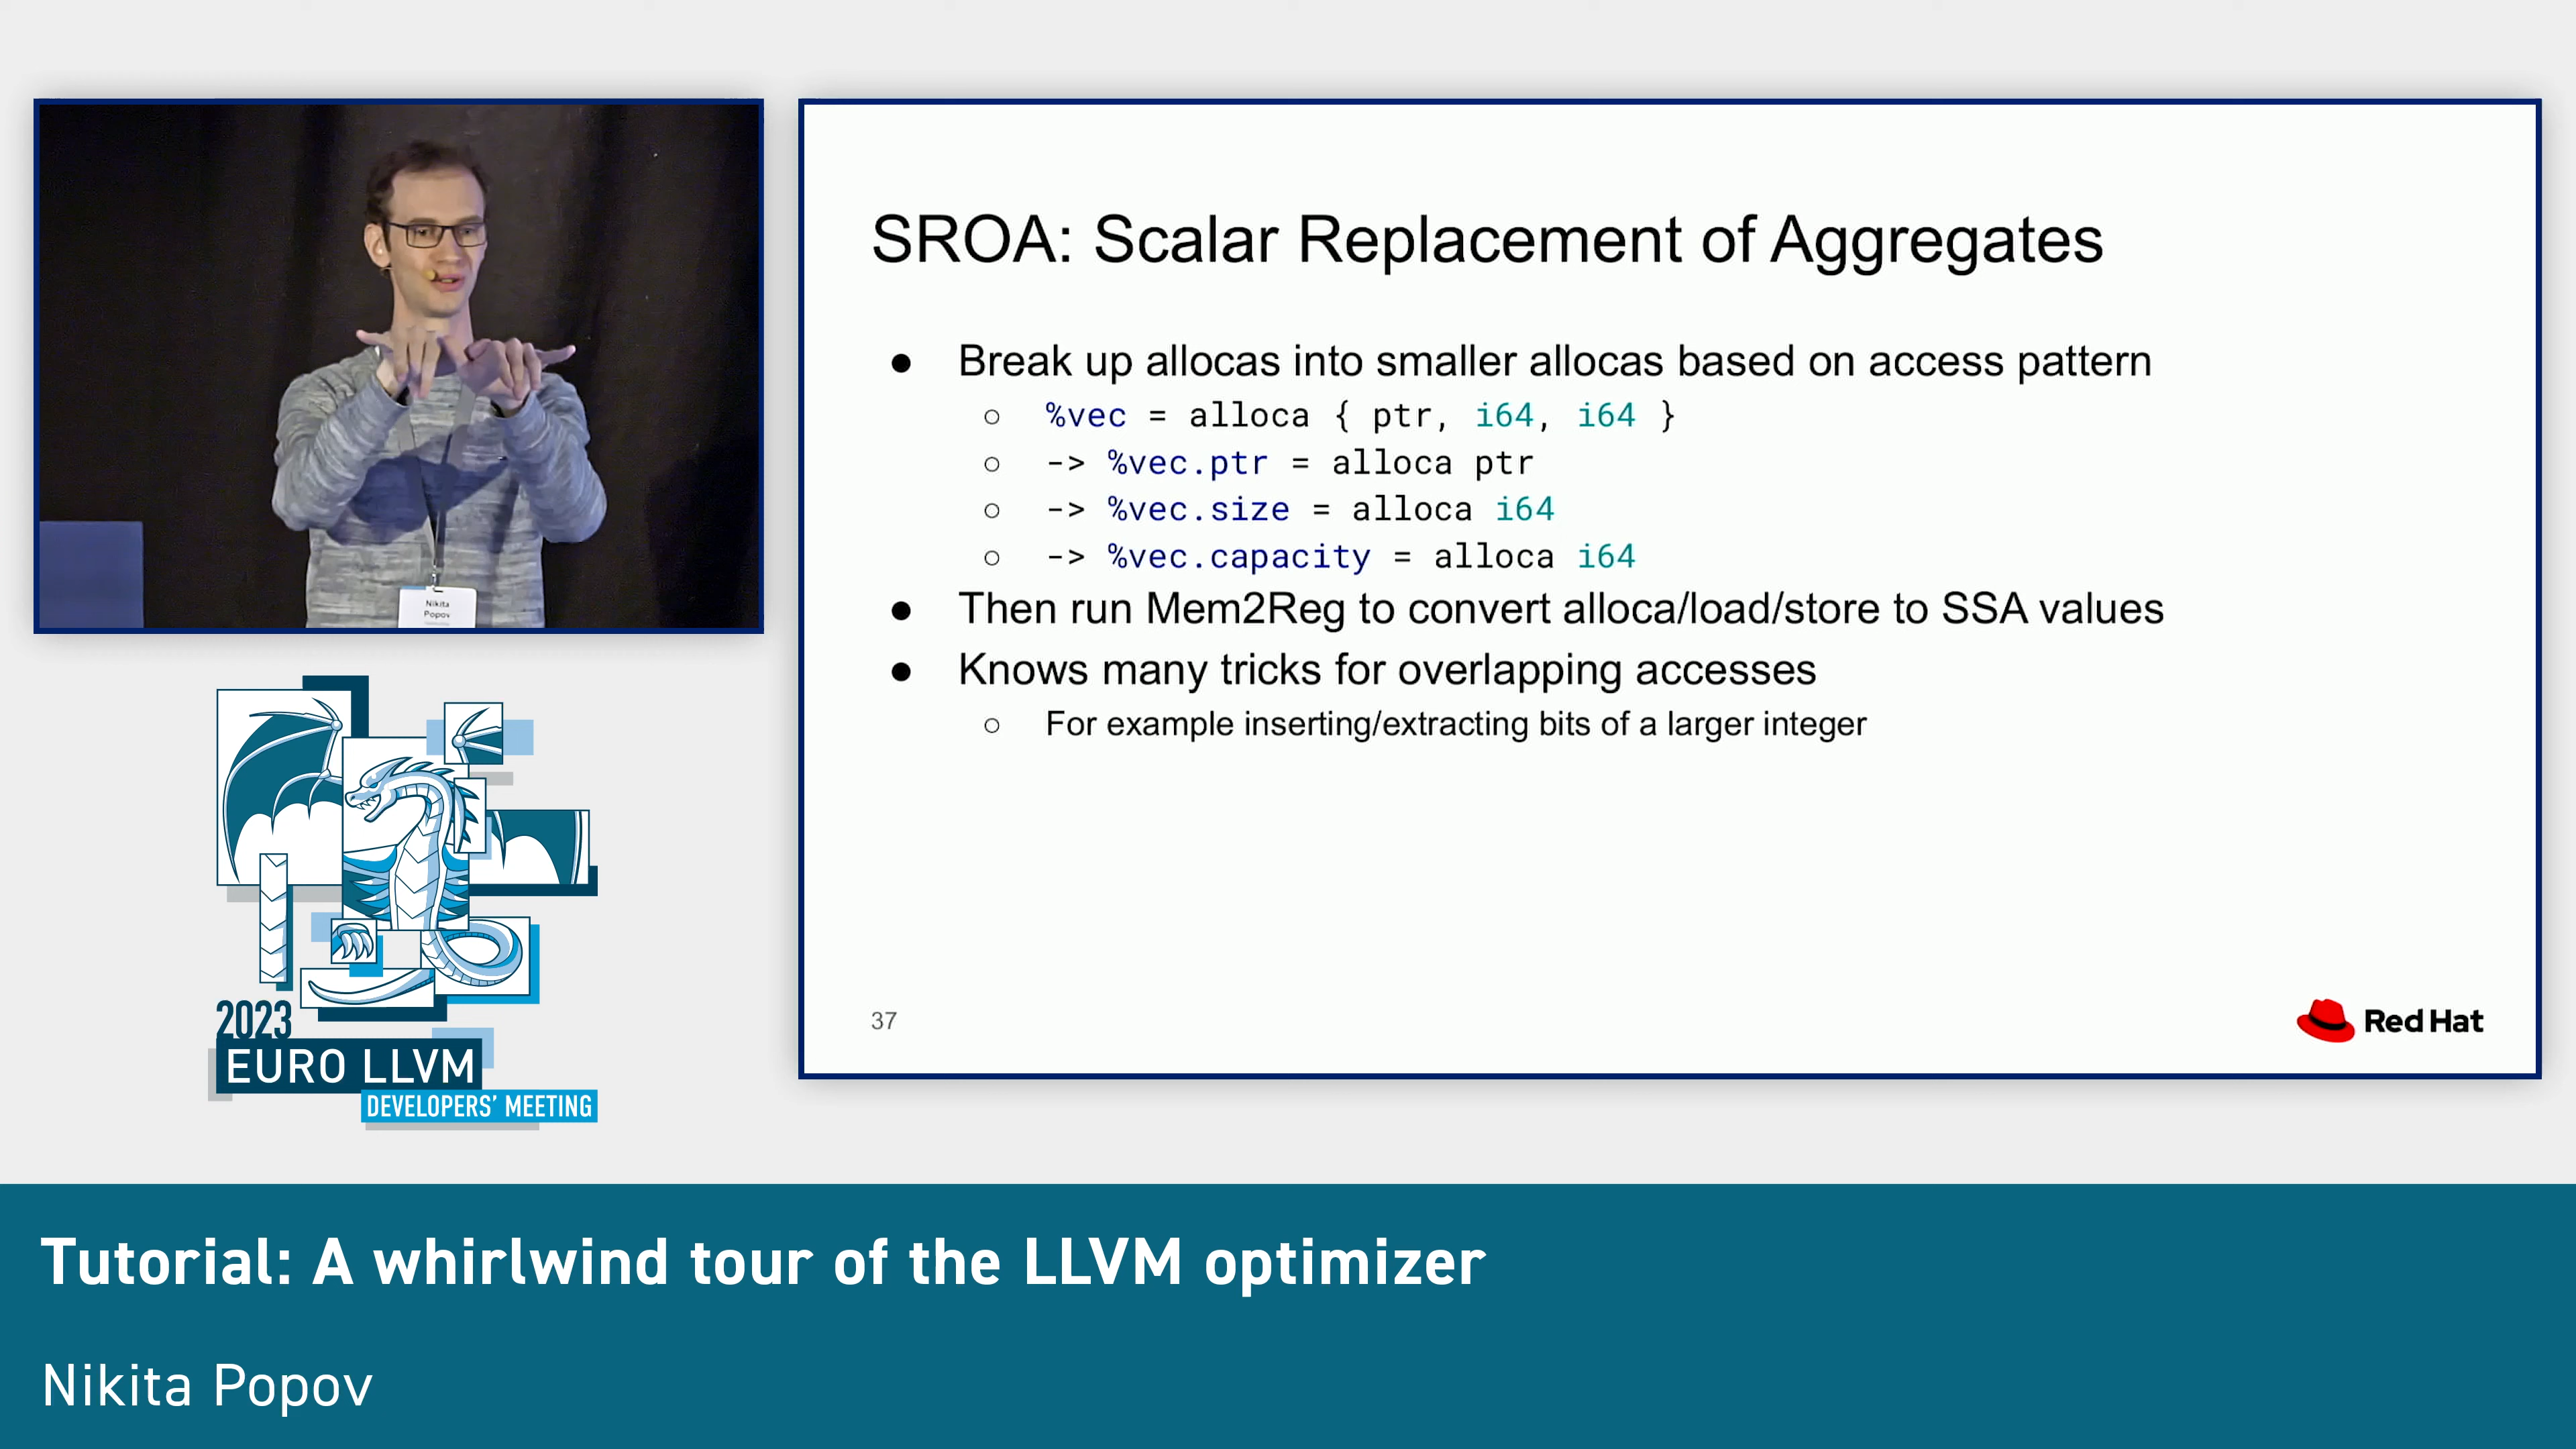 Nikita
Popov
SROA: Scalar Replacement of Aggregates
● Break up allocas into smaller allocas based on access pattern
○ %vec = alloca { ptr, i64, i64 }
○ -> %vec.ptr = alloca ptr
○ -> %vec.size = alloca i64
○ -> %vec.capacity = alloca i64
● Then run Mem2Reg to convert alloca/load/store to SSA values
● Knows many tricks for overlapping accesses
○ For example inserting/extracting bits of a larger integer
37
Red Hat
2023
EURO LLVM
DEVELOPERS' MEETING
Tutorial: A whirlwind tour of the LLVM optimizer
Nikita Popov